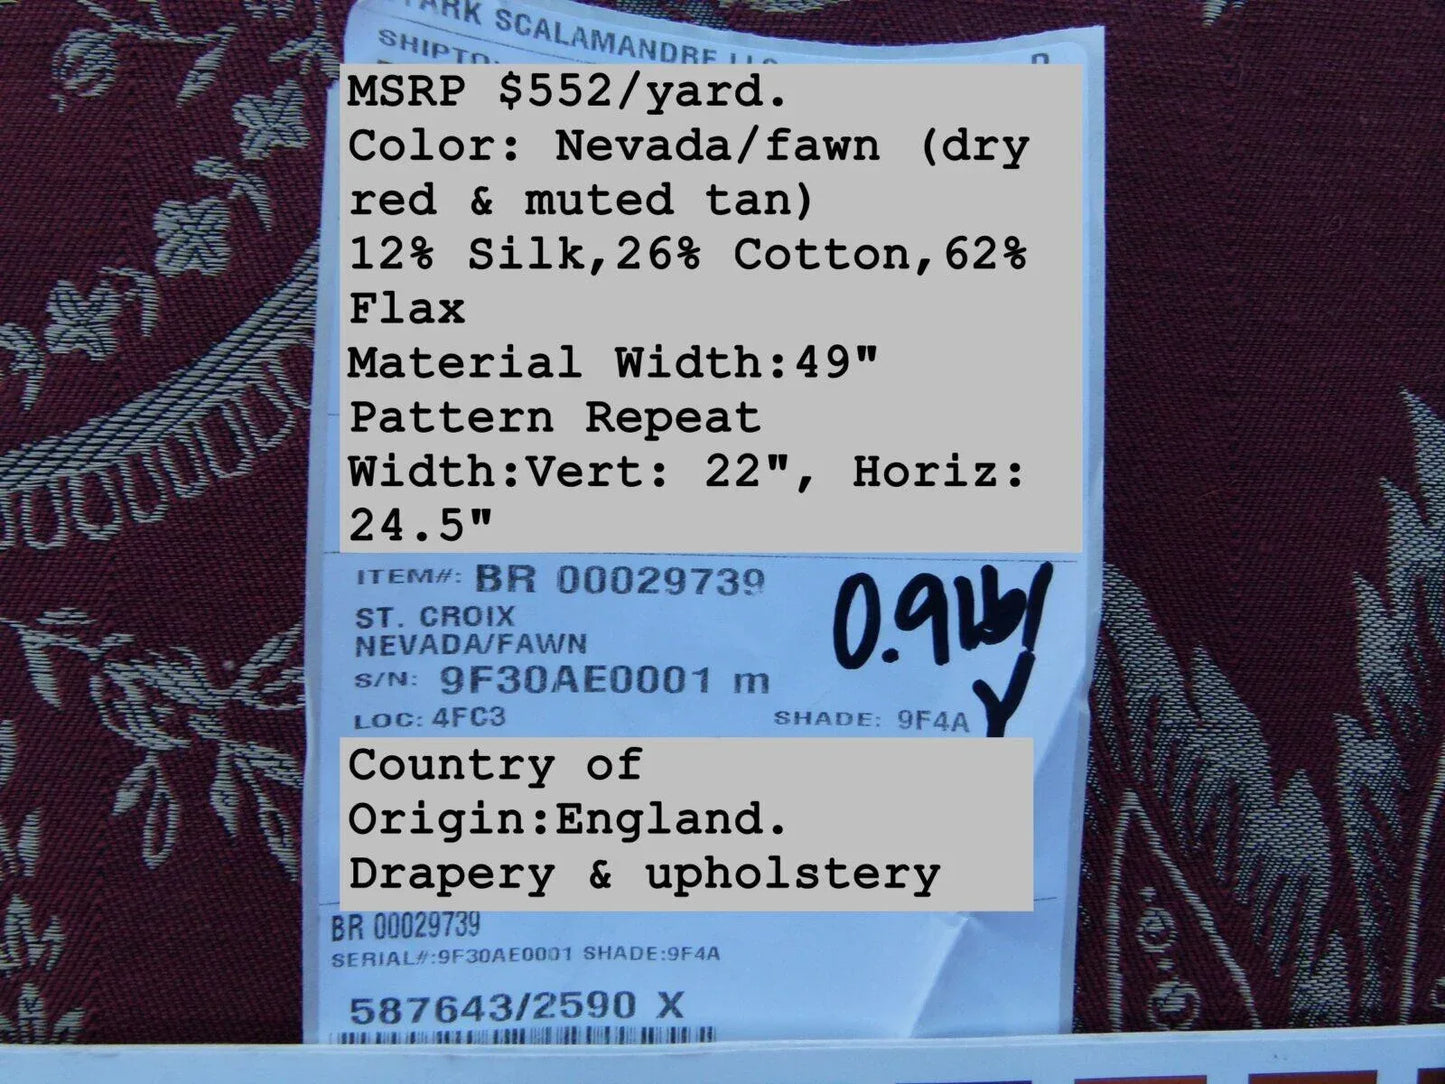 SCALAMANDRE LLC
SHIPTO:
MSRP $552/yard.
Color: Nevada/fawn (dry
red & muted tan)
12% Silk,26% Cotton,62%
Flax
Material Width:49"
Pattern Repeat
Width:Vert: 22", Horiz:
24.5"
ITEM#: BR 00029739
0.9lb/
ST. CROIX
NEVADA/FAWN
S/N: 9F30AE0001 m
Y
LOC: 4FC3 SHADE: 9F4A
Country of
Origin:England.
Drapery & upholstery
BR 00029739
SERIAL#:9F30AE0001 SHADE:9F4A
587643/2590 X